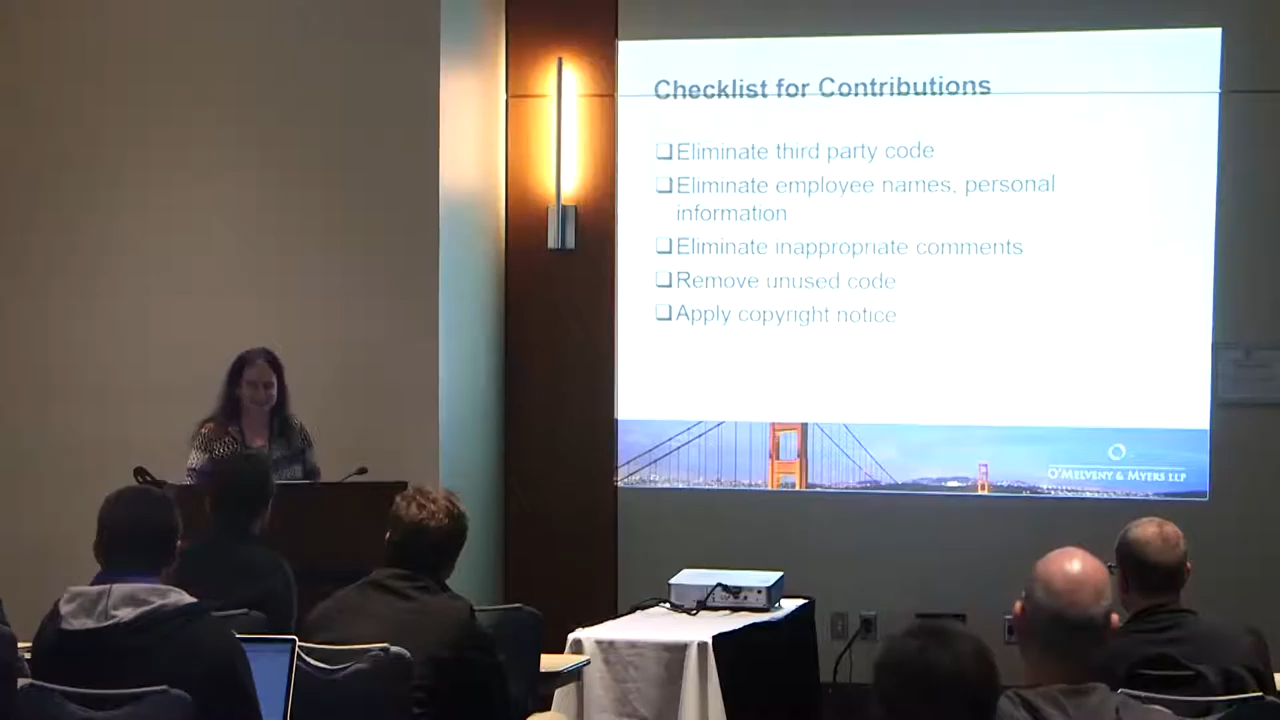 Checklist for Contributions
❑Eliminate third party code
❑Eliminate employee names, personal
information
❑Eliminate inappropriate comments
❑Remove unused code
❑Apply copyright notice
O'MELVENY & MYERS LLP